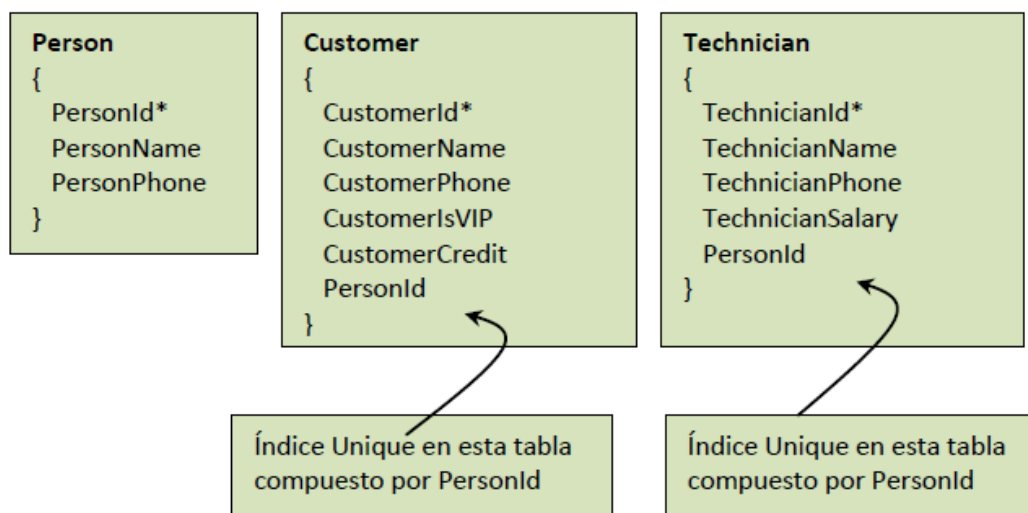 Person
{
PersonId*
PersonName
PersonPhone
}
Customer
{
CustomerId*
CustomerName
CustomerPhone
CustomerIsVIP
CustomerCredit
PersonId
}
Technician
{
TechnicianId*
TechnicianName
TechnicianPhone
TechnicianSalary
PersonId
}
Índice Unique en esta tabla
compuesto por PersonId
Índice Unique en esta tabla
compuesto por PersonId